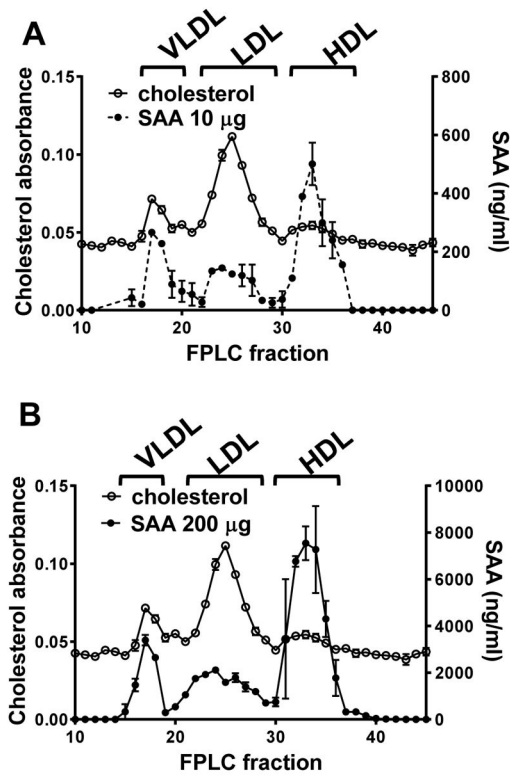 A
VLDL
LDL
HDL
0.15
0.10
0.05
0.00
Cholesterol absorbance
cholesterol
SAA 10 μg
800
600
400
200
0
SAA (ng/ml)
10 20 30 40
FPLC fraction
B
VLDL
LDL
HDL
0.15
0.10
0.05
0.00
Cholesterol absorbance
cholesterol
SAA 200 μg
10000
8000
6000
4000
2000
0
SAA (ng/ml)
10 20 30 40
FPLC fraction